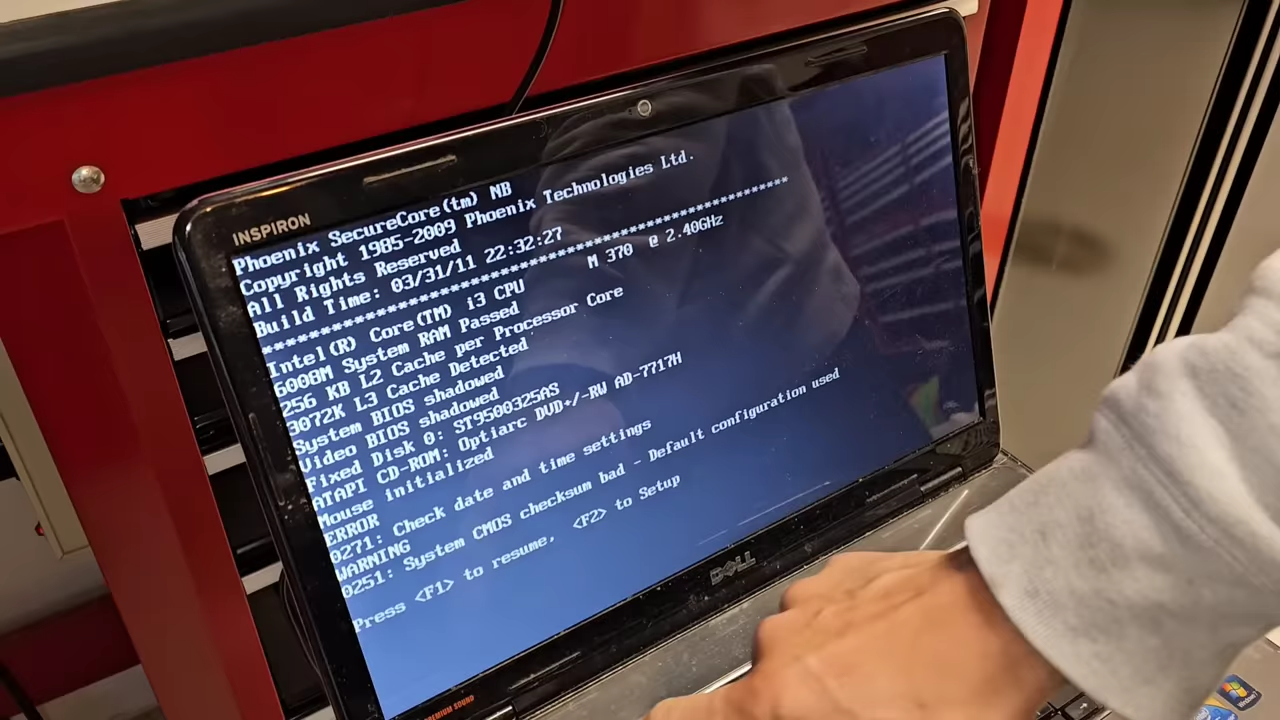 INSPIRON
Phoenix SecureCore(tm) NB
Copyright 1985-2009 Phoenix Technologies Ltd.
All Rights Reserved
Build Time: 03/31/11 22:32:27
*******************************************************************
Intel(R) Core(TM) i3 CPU       M 370  @ 2.40GHz
6008M System RAM Passed
256 KB L2 Cache per Processor Core
3072K L3 Cache Detected
System BIOS shadowed
Video BIOS shadowed
Fixed Disk 0: ST9500325AS
ATAPI CD-ROM: Optiarc DVD+/-RW AD-7717H
Mouse initialized
ERROR
0271: Check date and time settings
WARNING
0251: System CMOS checksum bad - Default configuration used
Press <F1> to resume, <F2> to Setup
DELL
PREMIUM SOUND